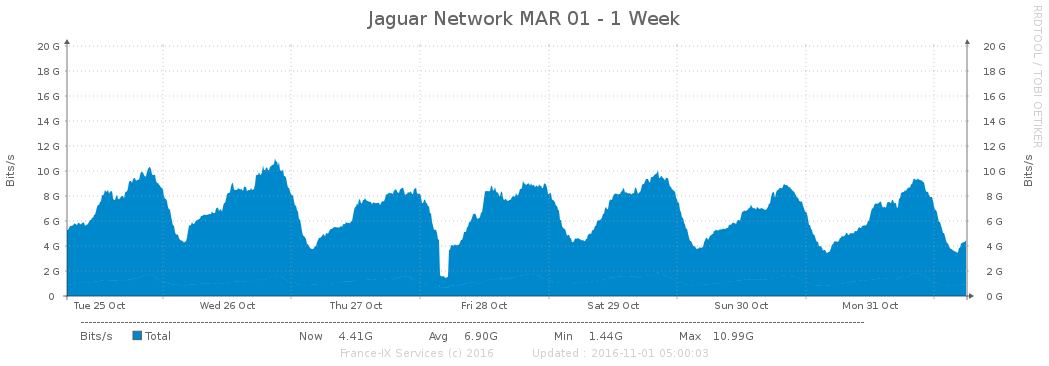 Jaguar Network MAR 01 - 1 Week
RRDTOOL / TOBI OETIKER
Bits/s
Bits/s
20 G 20 G
18 G 18 G
16 G 16 G
14 G 14 G
12 G 12 G
10 G 10 G
8 G 8 G
6 G 6 G
4 G 4 G
2 G 2 G
0 0 G
Tue 25 Oct Wed 26 Oct Thu 27 Oct Fri 28 Oct Sat 29 Oct Sun 30 Oct Mon 31 Oct
Bits/s Total Now 4.41G Avg 6.90G Min 1.44G Max 10.99G
France-IX Services (c) 2016 Updated : 2016-11-01 05:00:03